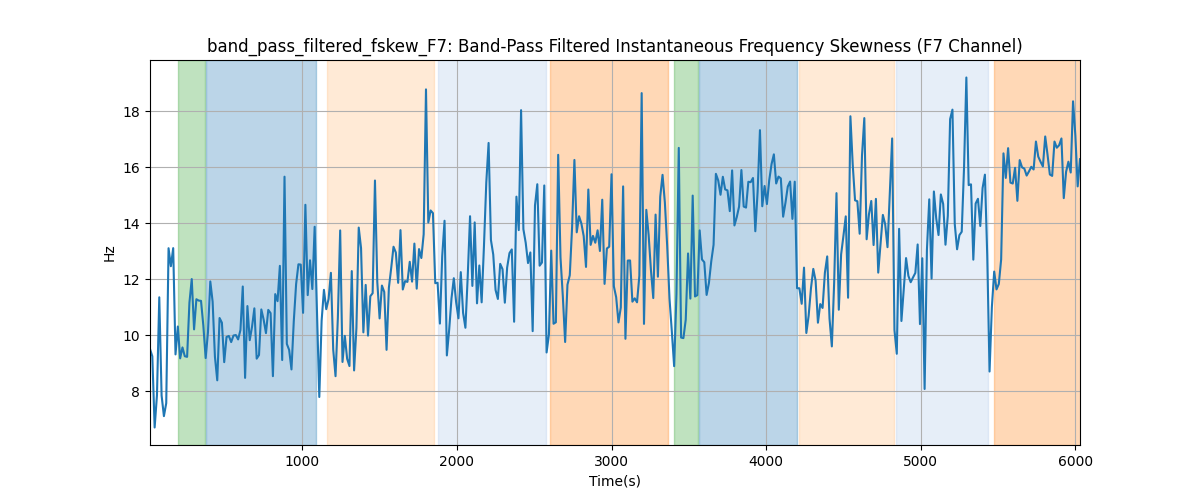 band_pass_filtered_fskew_F7: Band-Pass Filtered Instantaneous Frequency Skewness (F7 Channel)
18
16
14
12
10
8
Hz
1000 2000 3000 4000 5000 6000
Time(s)